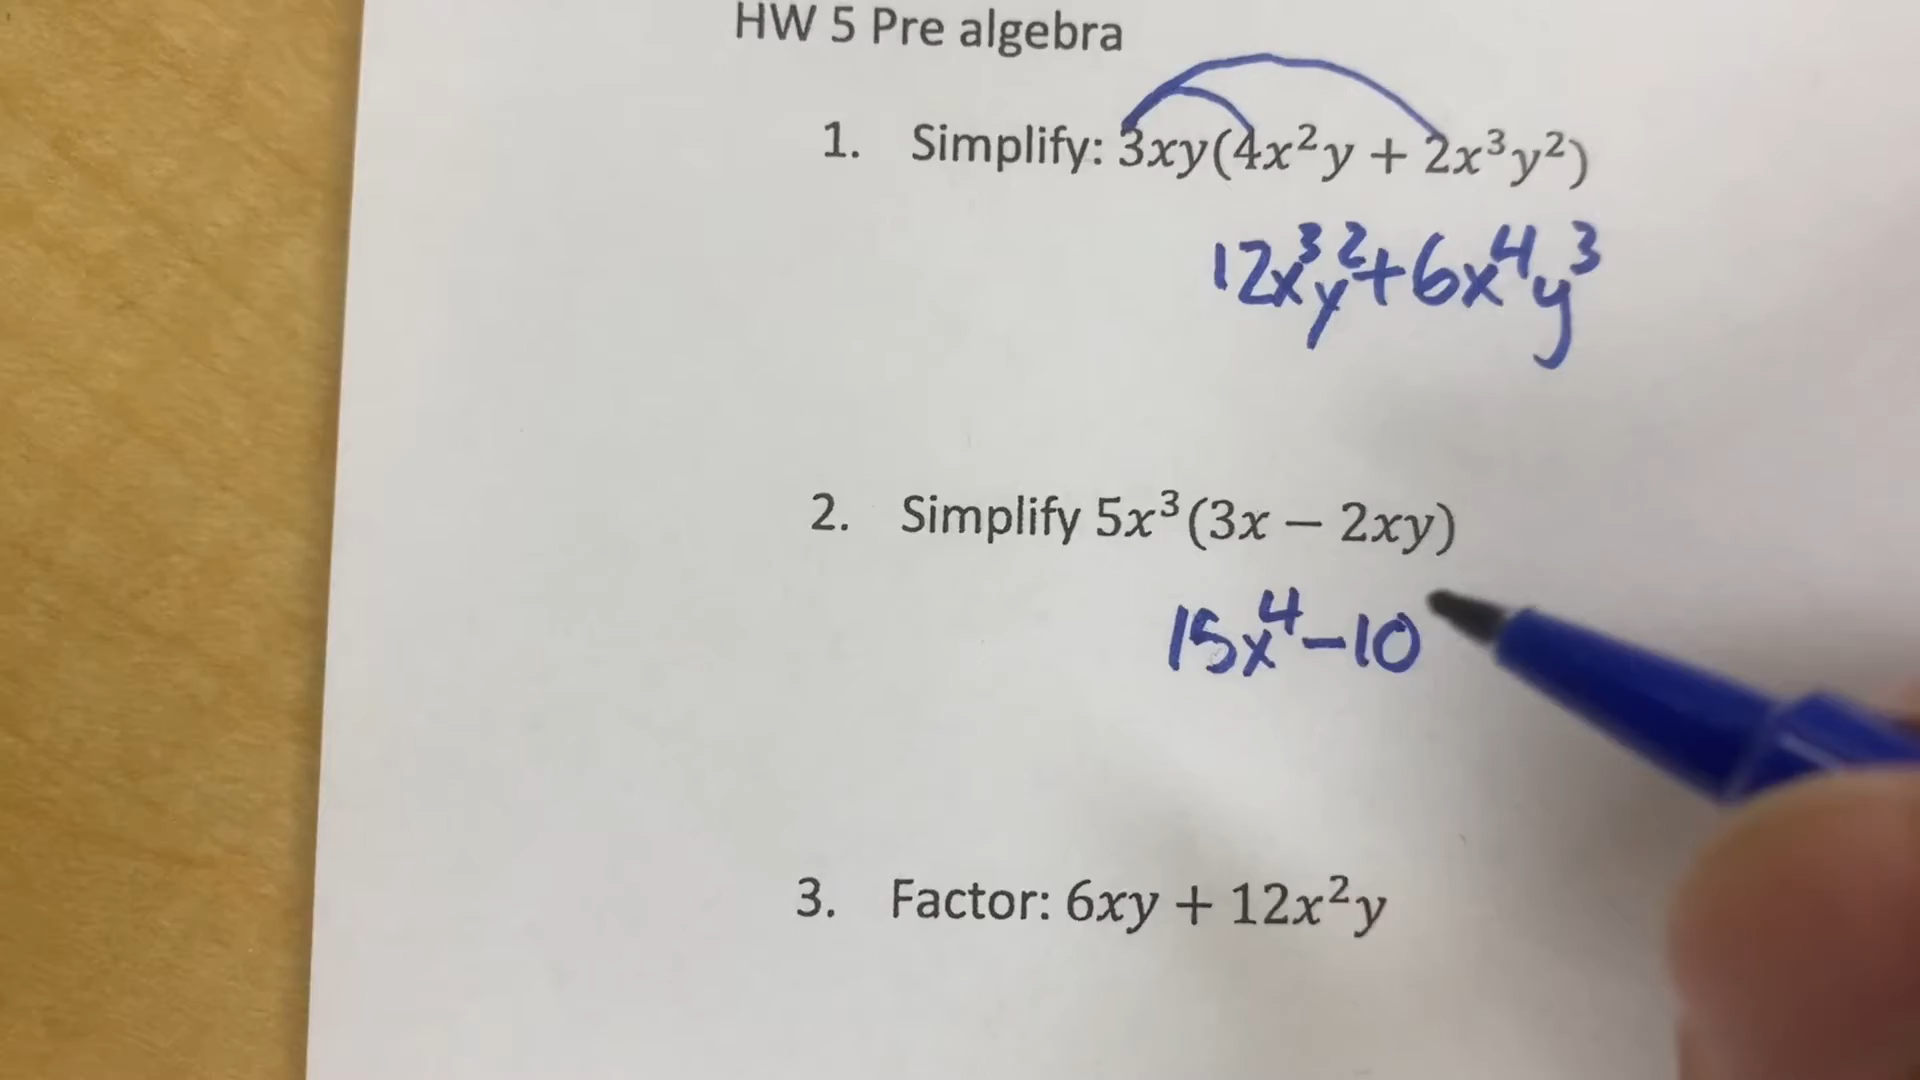 HW 5 Pre algebra
1. Simplify: 3xy(4x²y + 2x³y²)
12x³y²+6x⁴y³
2. Simplify 5x³(3x − 2xy)
15x⁴−10
3. Factor: 6xy + 12x²y